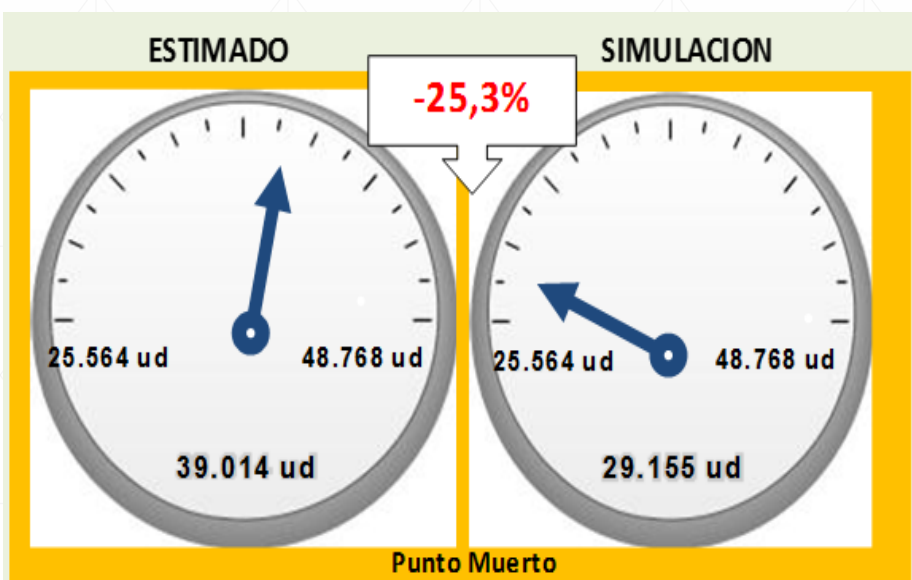 ESTIMADO
SIMULACION
-25,3%
25.564 ud
48.768 ud
25.564 ud
48.768 ud
39.014 ud
29.155 ud
Punto Muerto